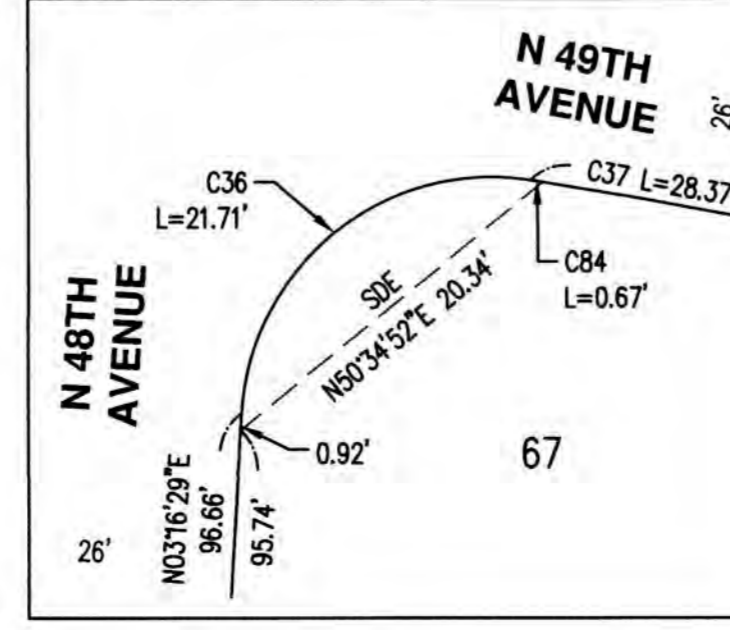 N 49TH
AVENUE
26'
C36
L=21.71'
C37 L=28.37
C84
L=0.67'
SDE
N50°34'52"E 20.34'
N 48TH
AVENUE
0.92'
67
N03°16'29"E
96.66'
95.74'
26'